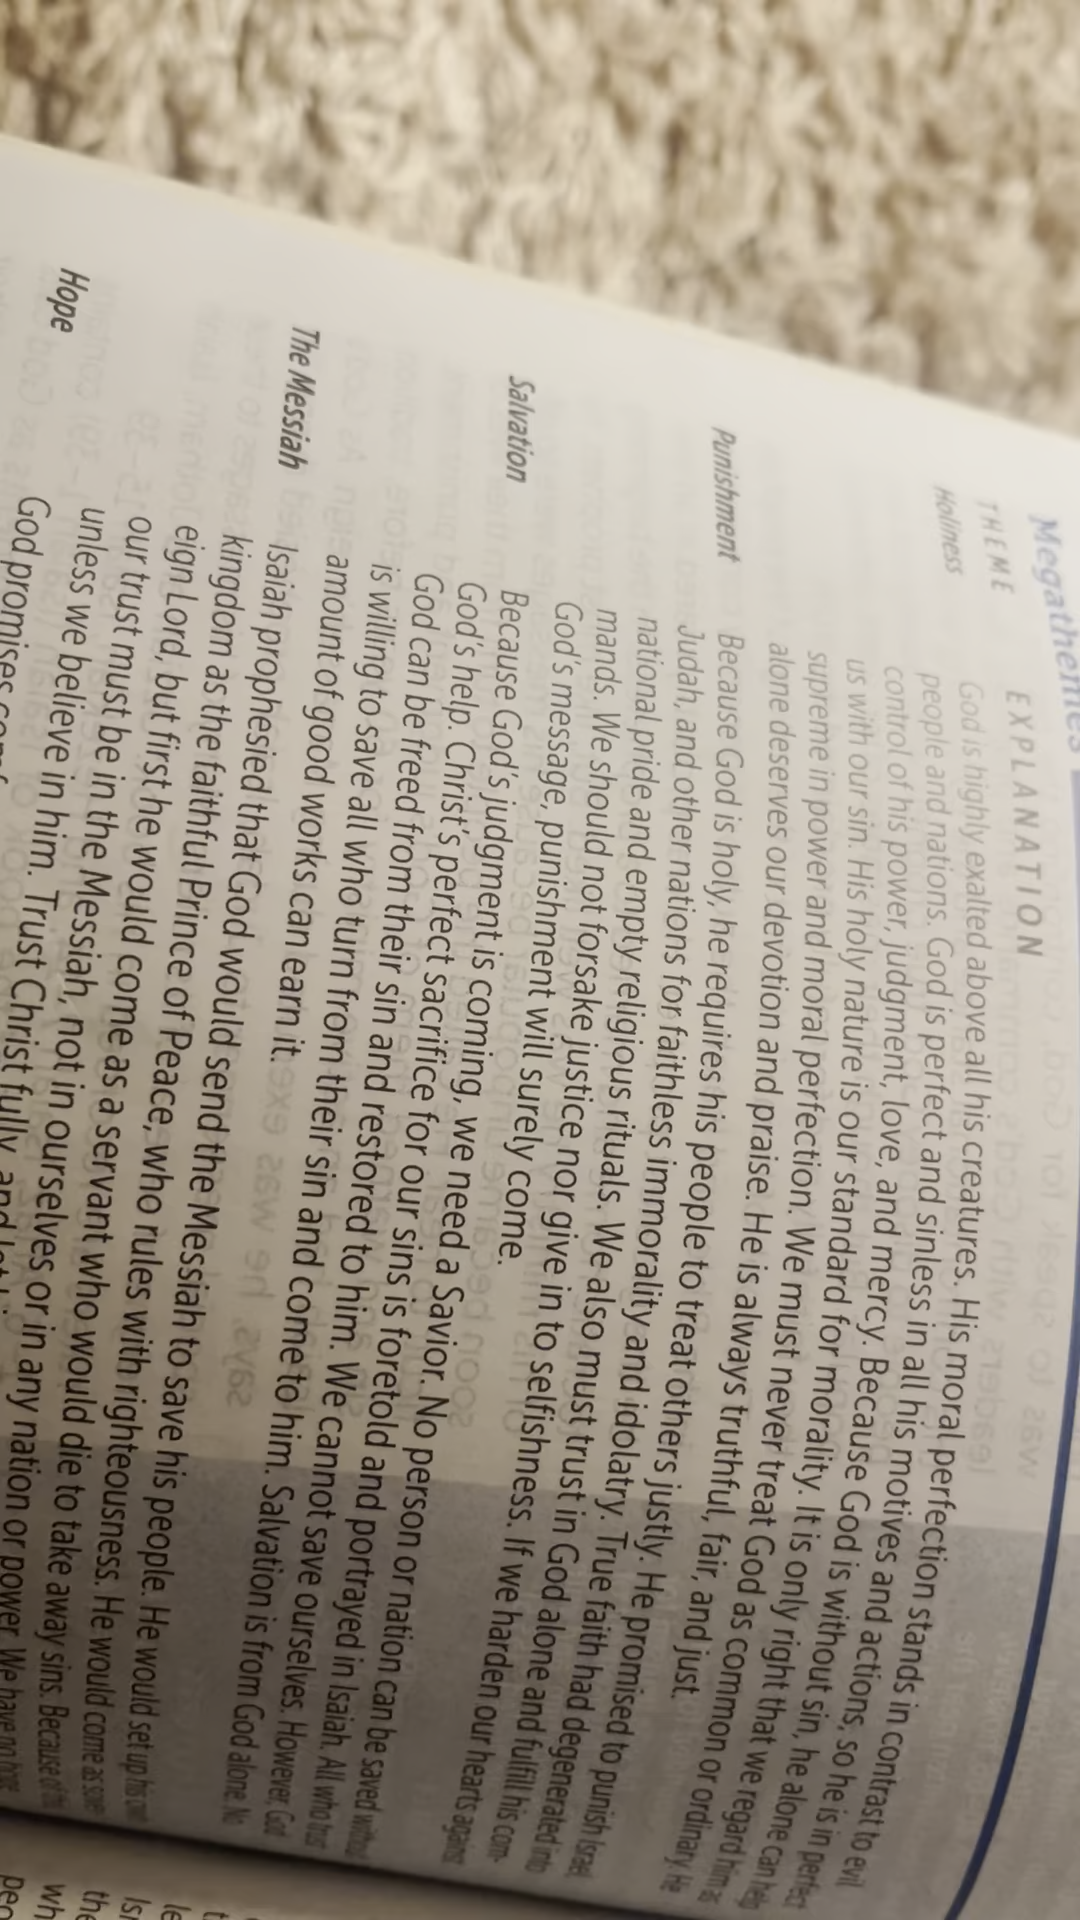 Megathemes
THEME EXPLANATION
Holiness God is highly exalted above all his creatures. His moral perfection stands in contrast to evil
people and nations. God is perfect and sinless in all his motives and actions, so he is in perfect
control of his power, judgment, love, and mercy. Because God is without sin, he alone can help
us with our sin. His holy nature is our standard for morality. It is only right that we regard him as
supreme in power and moral perfection. We must never treat God as common or ordinary. He
alone deserves our devotion and praise. He is always truthful, fair, and just.
Punishment Because God is holy, he requires his people to treat others justly. He promised to punish Israel,
Judah, and other nations for faithless immorality and idolatry. True faith had degenerated into
national pride and empty religious rituals. We also must trust in God alone and fulfill his com-
mands. We should not forsake justice nor give in to selfishness. If we harden our hearts against
God's message, punishment will surely come.
Salvation Because God's judgment is coming, we need a Savior. No person or nation can be saved without
God's help. Christ's perfect sacrifice for our sins is foretold and portrayed in Isaiah. All who trust
God can be freed from their sin and restored to him. We cannot save ourselves. However, God
is willing to save all who turn from their sin and come to him. Salvation is from God alone. No
amount of good works can earn it.
The Messiah Isaiah prophesied that God would send the Messiah to save his people. He would set up his own
kingdom as the faithful Prince of Peace, who rules with righteousness. He would come as sover-
eign Lord, but first he would come as a servant who would die to take away sins. Because of this
our trust must be in the Messiah, not in ourselves or in any nation or power. We have no hope
unless we believe in him. Trust Christ fully and let
Hope God promises